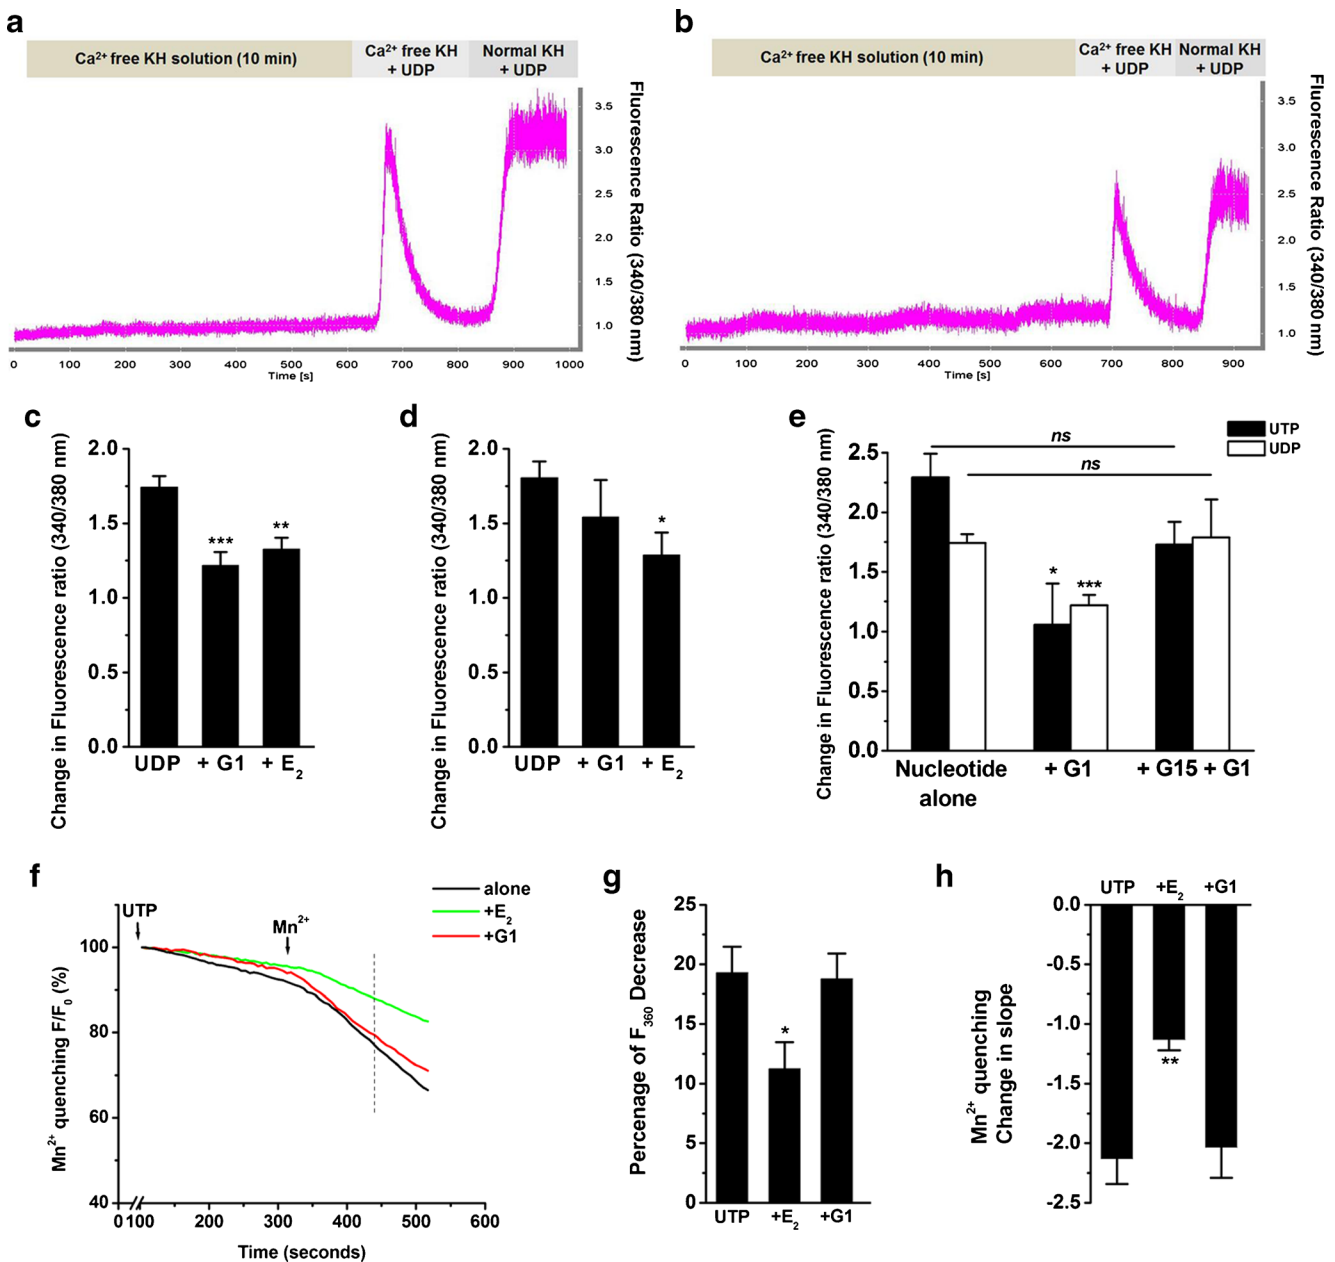 a
Ca2+ free KH solution (10 min)
Ca2+ free KH + UDP
Normal KH + UDP
3.5
3.0
2.5
2.0
1.5
1.0
Fluorescence Ratio (340/380 nm)
0 100 200 300 400 500 600 700 800 900 1000
Time [s]
b
Ca2+ free KH solution (10 min)
Ca2+ free KH + UDP
Normal KH + UDP
3.5
3.0
2.5
2.0
1.5
1.0
Fluorescence Ratio (340/380 nm)
0 100 200 300 400 500 600 700 800 900
Time [s]
c
Change in Fluorescence ratio (340/380 nm)
2.0
1.5
1.0
0.5
0.0
***
**
UDP + G1 + E2
d
Change in Fluorescence ratio (340/380 nm)
2.0
1.5
1.0
0.5
0.0
*
UDP + G1 + E2
e
UTP
UDP
Change in Fluorescence ratio (340/380 nm)
2.5
2.0
1.5
1.0
0.5
0.0
ns
ns
*
***
Nucleotide alone
+ G1
+ G15 + G1
f
alone
+E2
+G1
UTP
Mn2+
Mn2+ quenching F/F0 (%)
100
80
60
40
0 100 200 300 400 500 600
Time (seconds)
g
Percenage of F360 Decrease
25
20
15
10
5
0
*
UTP +E2 +G1
h
UTP +E2 +G1
Mn2+ quenching
Change in slope
0.0
-0.5
-1.0
-1.5
-2.0
-2.5
**